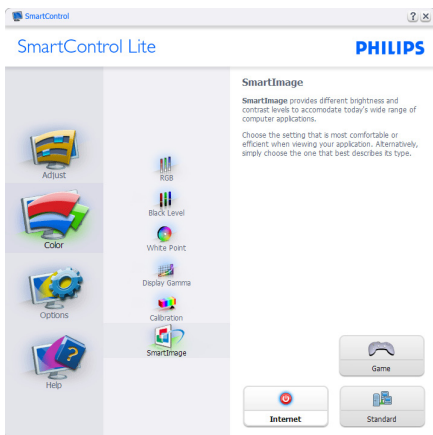 SmartControl
SmartControl Lite
PHILIPS
Adjust
Color
Options
Help
RGB
Black Level
White Point
Display Gamma
Calibration
SmartImage
SmartImage
SmartImage provides different brightness and
contrast levels to accomodate today's wide range of
computer applications.
Choose the setting that is most comfortable or
efficient when viewing your application. Alternatively,
simply choose the one that best describes its type.
Game
Internet
Standard